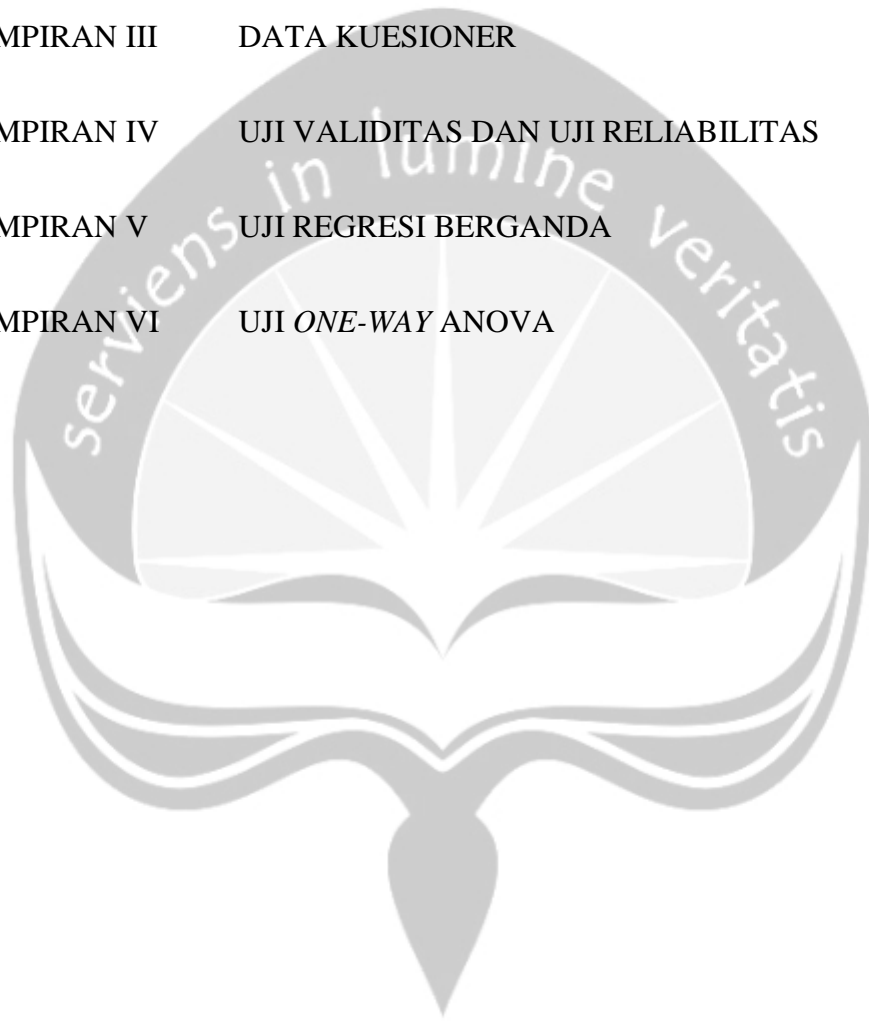 MPIRAN III DATA KUESIONER
MPIRAN IV UJI VALIDITAS DAN UJI RELIABILITAS
MPIRAN V UJI REGRESI BERGANDA
MPIRAN VI UJI ONE-WAY ANOVA
serviens in lumine veritatis